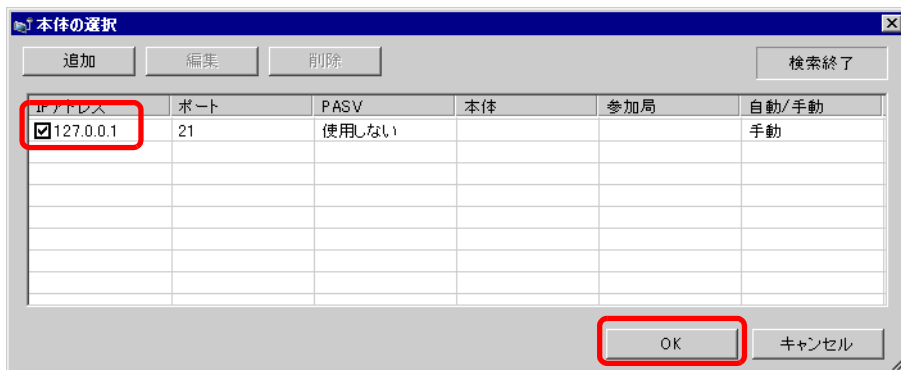 本体の選択
追加 編集 削除 検索終了
IPアドレス ポート PASV 本体 参加局 自動/手動
127.0.0.1 21 使用しない 手動
OK キャンセル